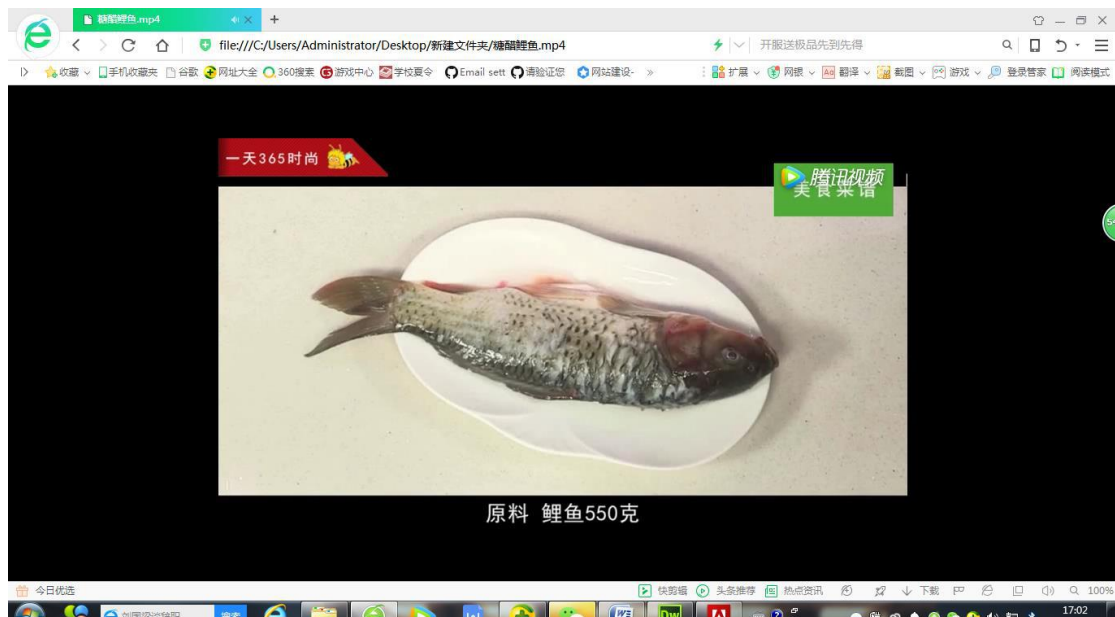 糖醋鲤鱼.mp4
file:///C:/Users/Administrator/Desktop/新建文件夹/糖醋鲤鱼.mp4
开服送极品先到先得
收藏 手机收藏夹 谷歌 网址大全 360搜索 游戏中心 学校夏令 Email sett 请验证您 网站建设- » 扩展 网银 翻译 截图 游戏 登录管家 阅读模式
一天365时尚
腾讯视频
美食菜谱
原料 鲤鱼550克
今日优选 快剪辑 头条推荐 热点资讯 下载 100%
搜索 Dw 17:02